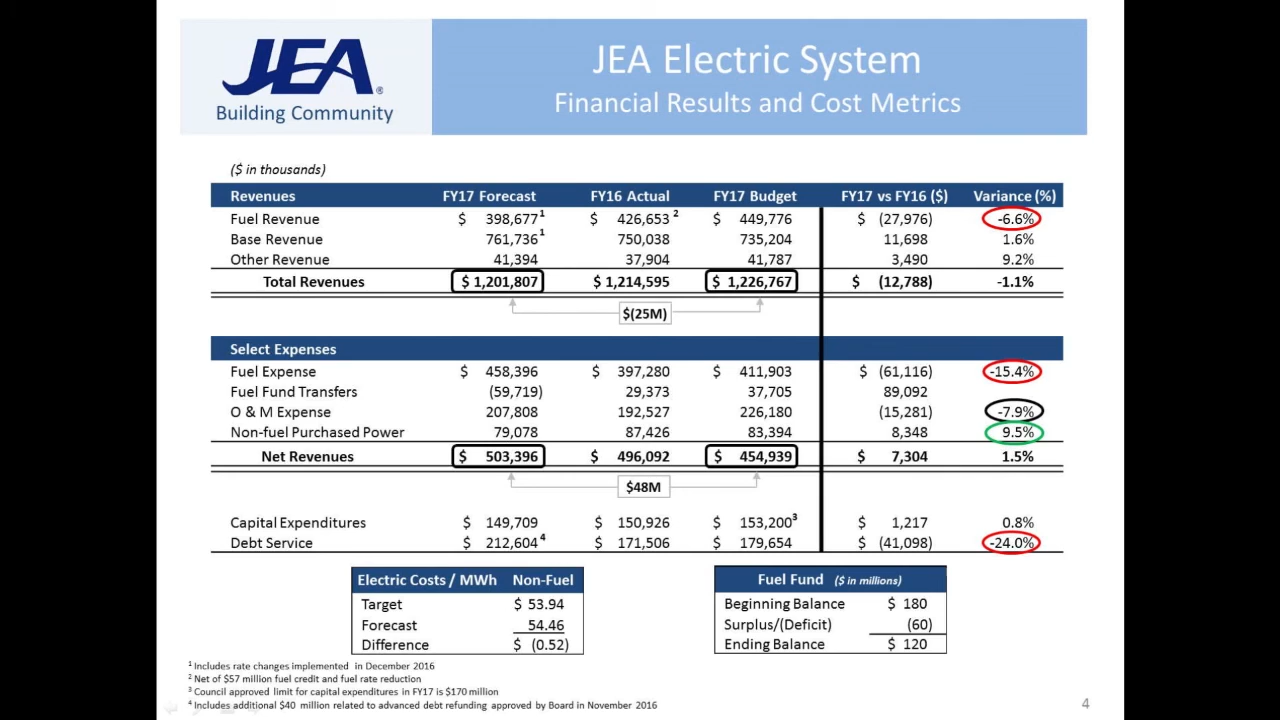 JEA®
Building Community
JEA Electric System
Financial Results and Cost Metrics
($ in thousands)
Revenues FY17 Forecast FY16 Actual FY17 Budget FY17 vs FY16 ($) Variance (%)
Fuel Revenue $ 398,677¹ $ 426,653² $ 449,776 $ (27,976) -6.6%
Base Revenue 761,736¹ 750,038 735,204 11,698 1.6%
Other Revenue 41,394 37,904 41,787 3,490 9.2%
Total Revenues $ 1,201,807 $ 1,214,595 $ 1,226,767 $ (12,788) -1.1%
$(25M)
Select Expenses
Fuel Expense $ 458,396 $ 397,280 $ 411,903 $ (61,116) -15.4%
Fuel Fund Transfers (59,719) 29,373 37,705 89,092
O & M Expense 207,808 192,527 226,180 (15,281) -7.9%
Non-fuel Purchased Power 79,078 87,426 83,394 8,348 9.5%
Net Revenues $ 503,396 $ 496,092 $ 454,939 $ 7,304 1.5%
$48M
Capital Expenditures $ 149,709 $ 150,926 $ 153,200³ $ 1,217 0.8%
Debt Service $ 212,604⁴ $ 171,506 $ 179,654 $ (41,098) -24.0%
Electric Costs / MWh Non-Fuel
Target $ 53.94
Forecast 54.46
Difference $ (0.52)
Fuel Fund ($ in millions)
Beginning Balance $ 180
Surplus/(Deficit) (60)
Ending Balance $ 120
¹ Includes rate changes implemented in December 2016
² Net of $57 million fuel credit and fuel rate reduction
³ Council approved limit for capital expenditures in FY17 is $170 million
⁴ Includes additional $40 million related to advanced debt refunding approved by Board in November 2016
4